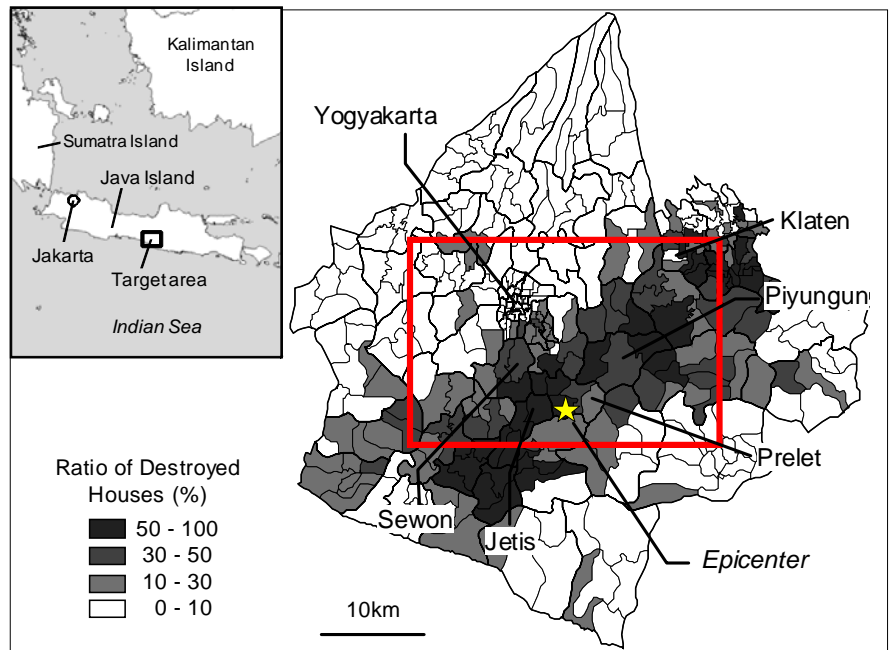 Kalimantan
Island
Sumatra Island
Java Island
Jakarta
Target area
Indian Sea
Yogyakarta
Klaten
Piyungun
Prelet
Sewon
Jetis
Epicenter
Ratio of Destroyed
Houses (%)
50 - 100
30 - 50
10 - 30
0 - 10
10km